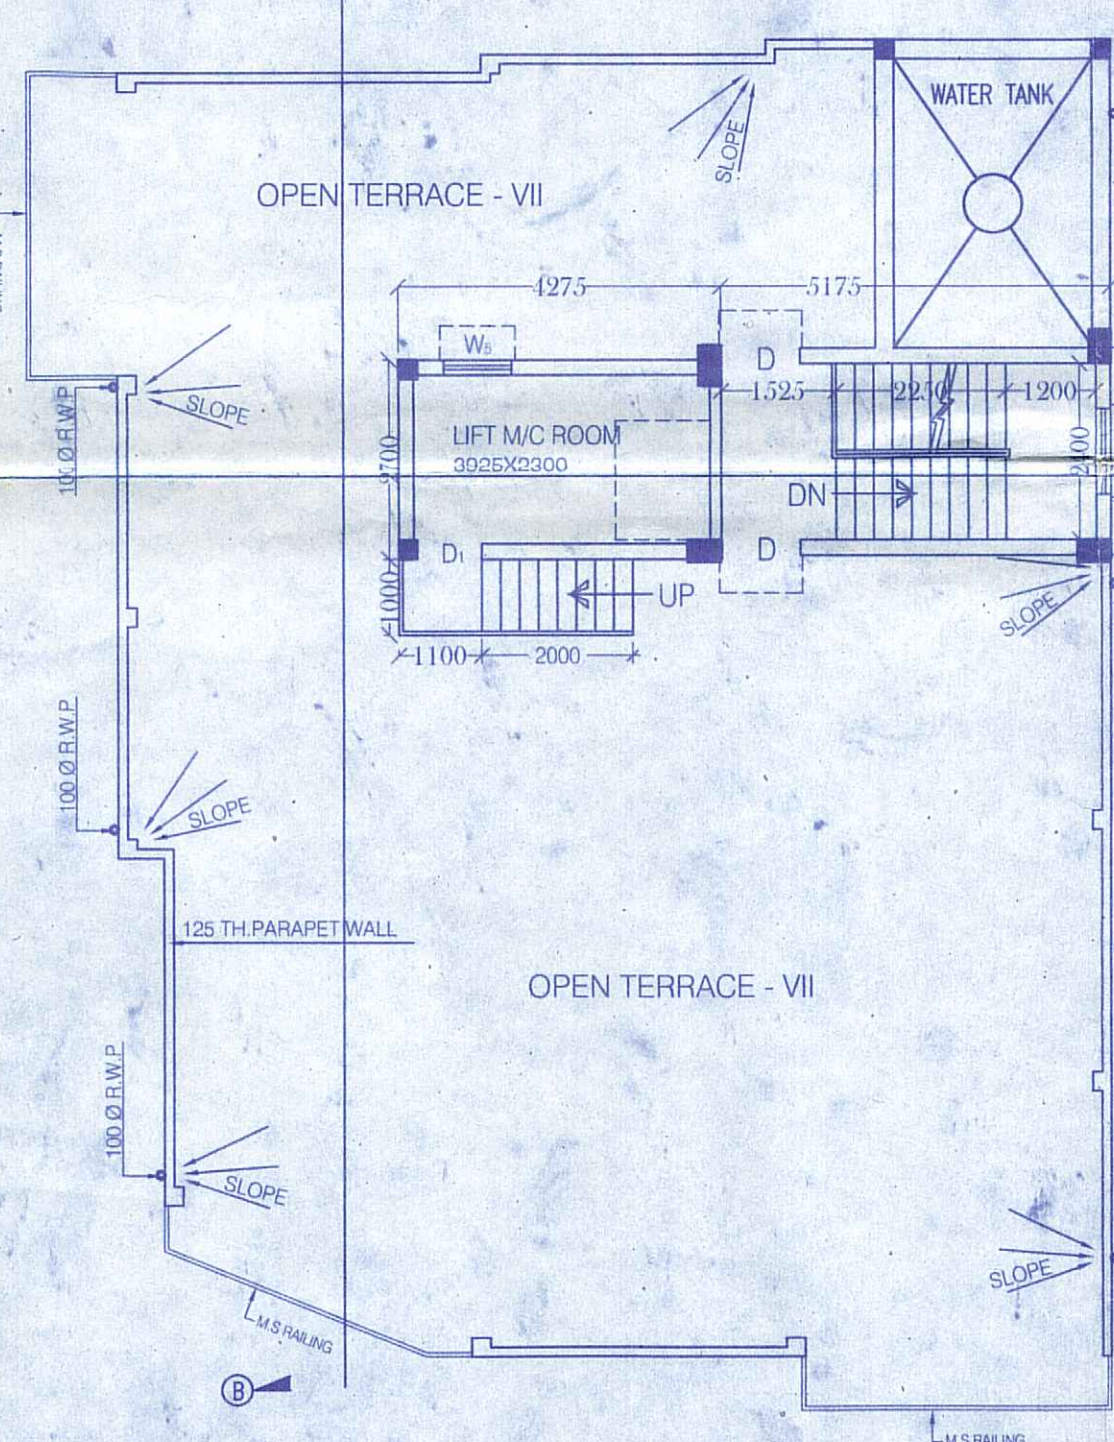 WATER TANK
SLOPE
OPEN TERRACE - VII
4275
5175
W5
D
1525
2250
1200
100 Ø R.W.P
SLOPE
LIFT M/C ROOM
3925X2300
2700
DN
D1
D
1000
UP
SLOPE
1100
2000
100 Ø R.W.P
SLOPE
125 TH.PARAPET WALL
OPEN TERRACE - VII
100 Ø R.W.P
SLOPE
SLOPE
M.S RAILING
B
M.S RAILING